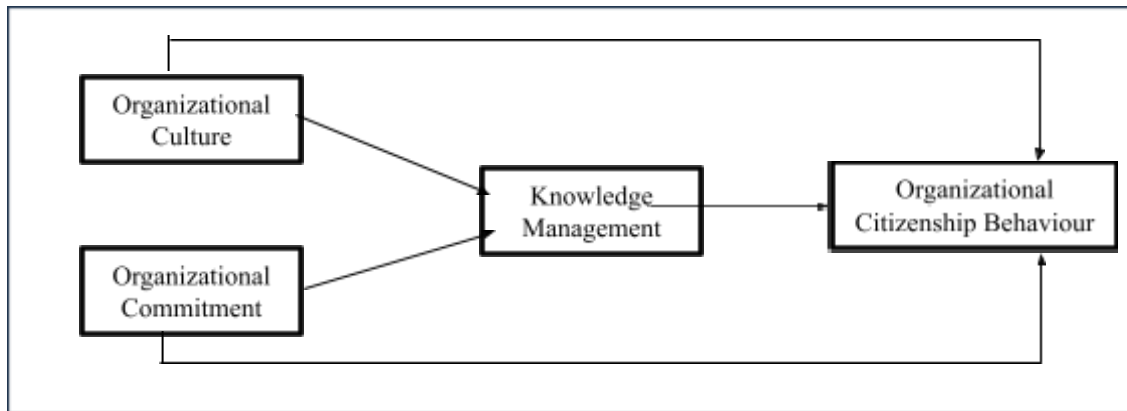 Organizational
Culture
Knowledge
Management
Organizational
Citizenship Behaviour
Organizational
Commitment